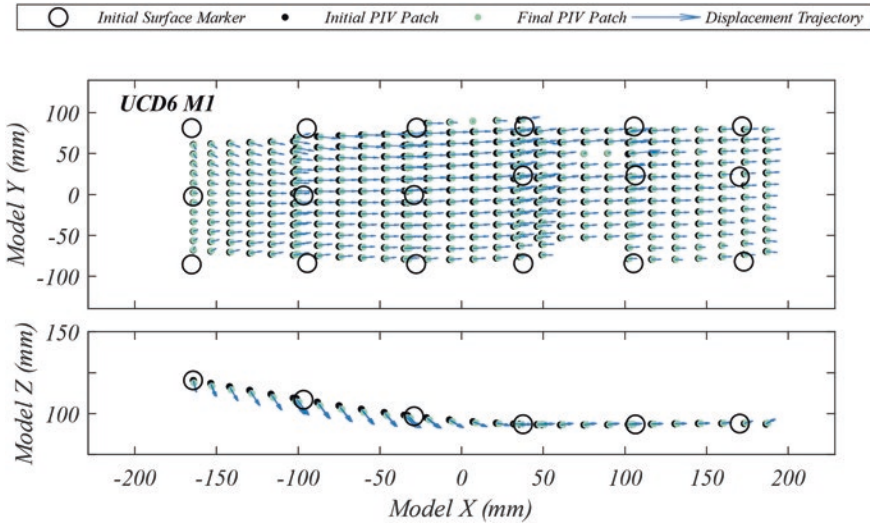 Initial Surface Marker Initial PIV Patch Final PIV Patch Displacement Trajectory
UCD6 M1
100
50
0
-50
-100
Model Y (mm)
150
100
Model Z (mm)
-200 -150 -100 -50 0 50 100 150 200
Model X (mm)